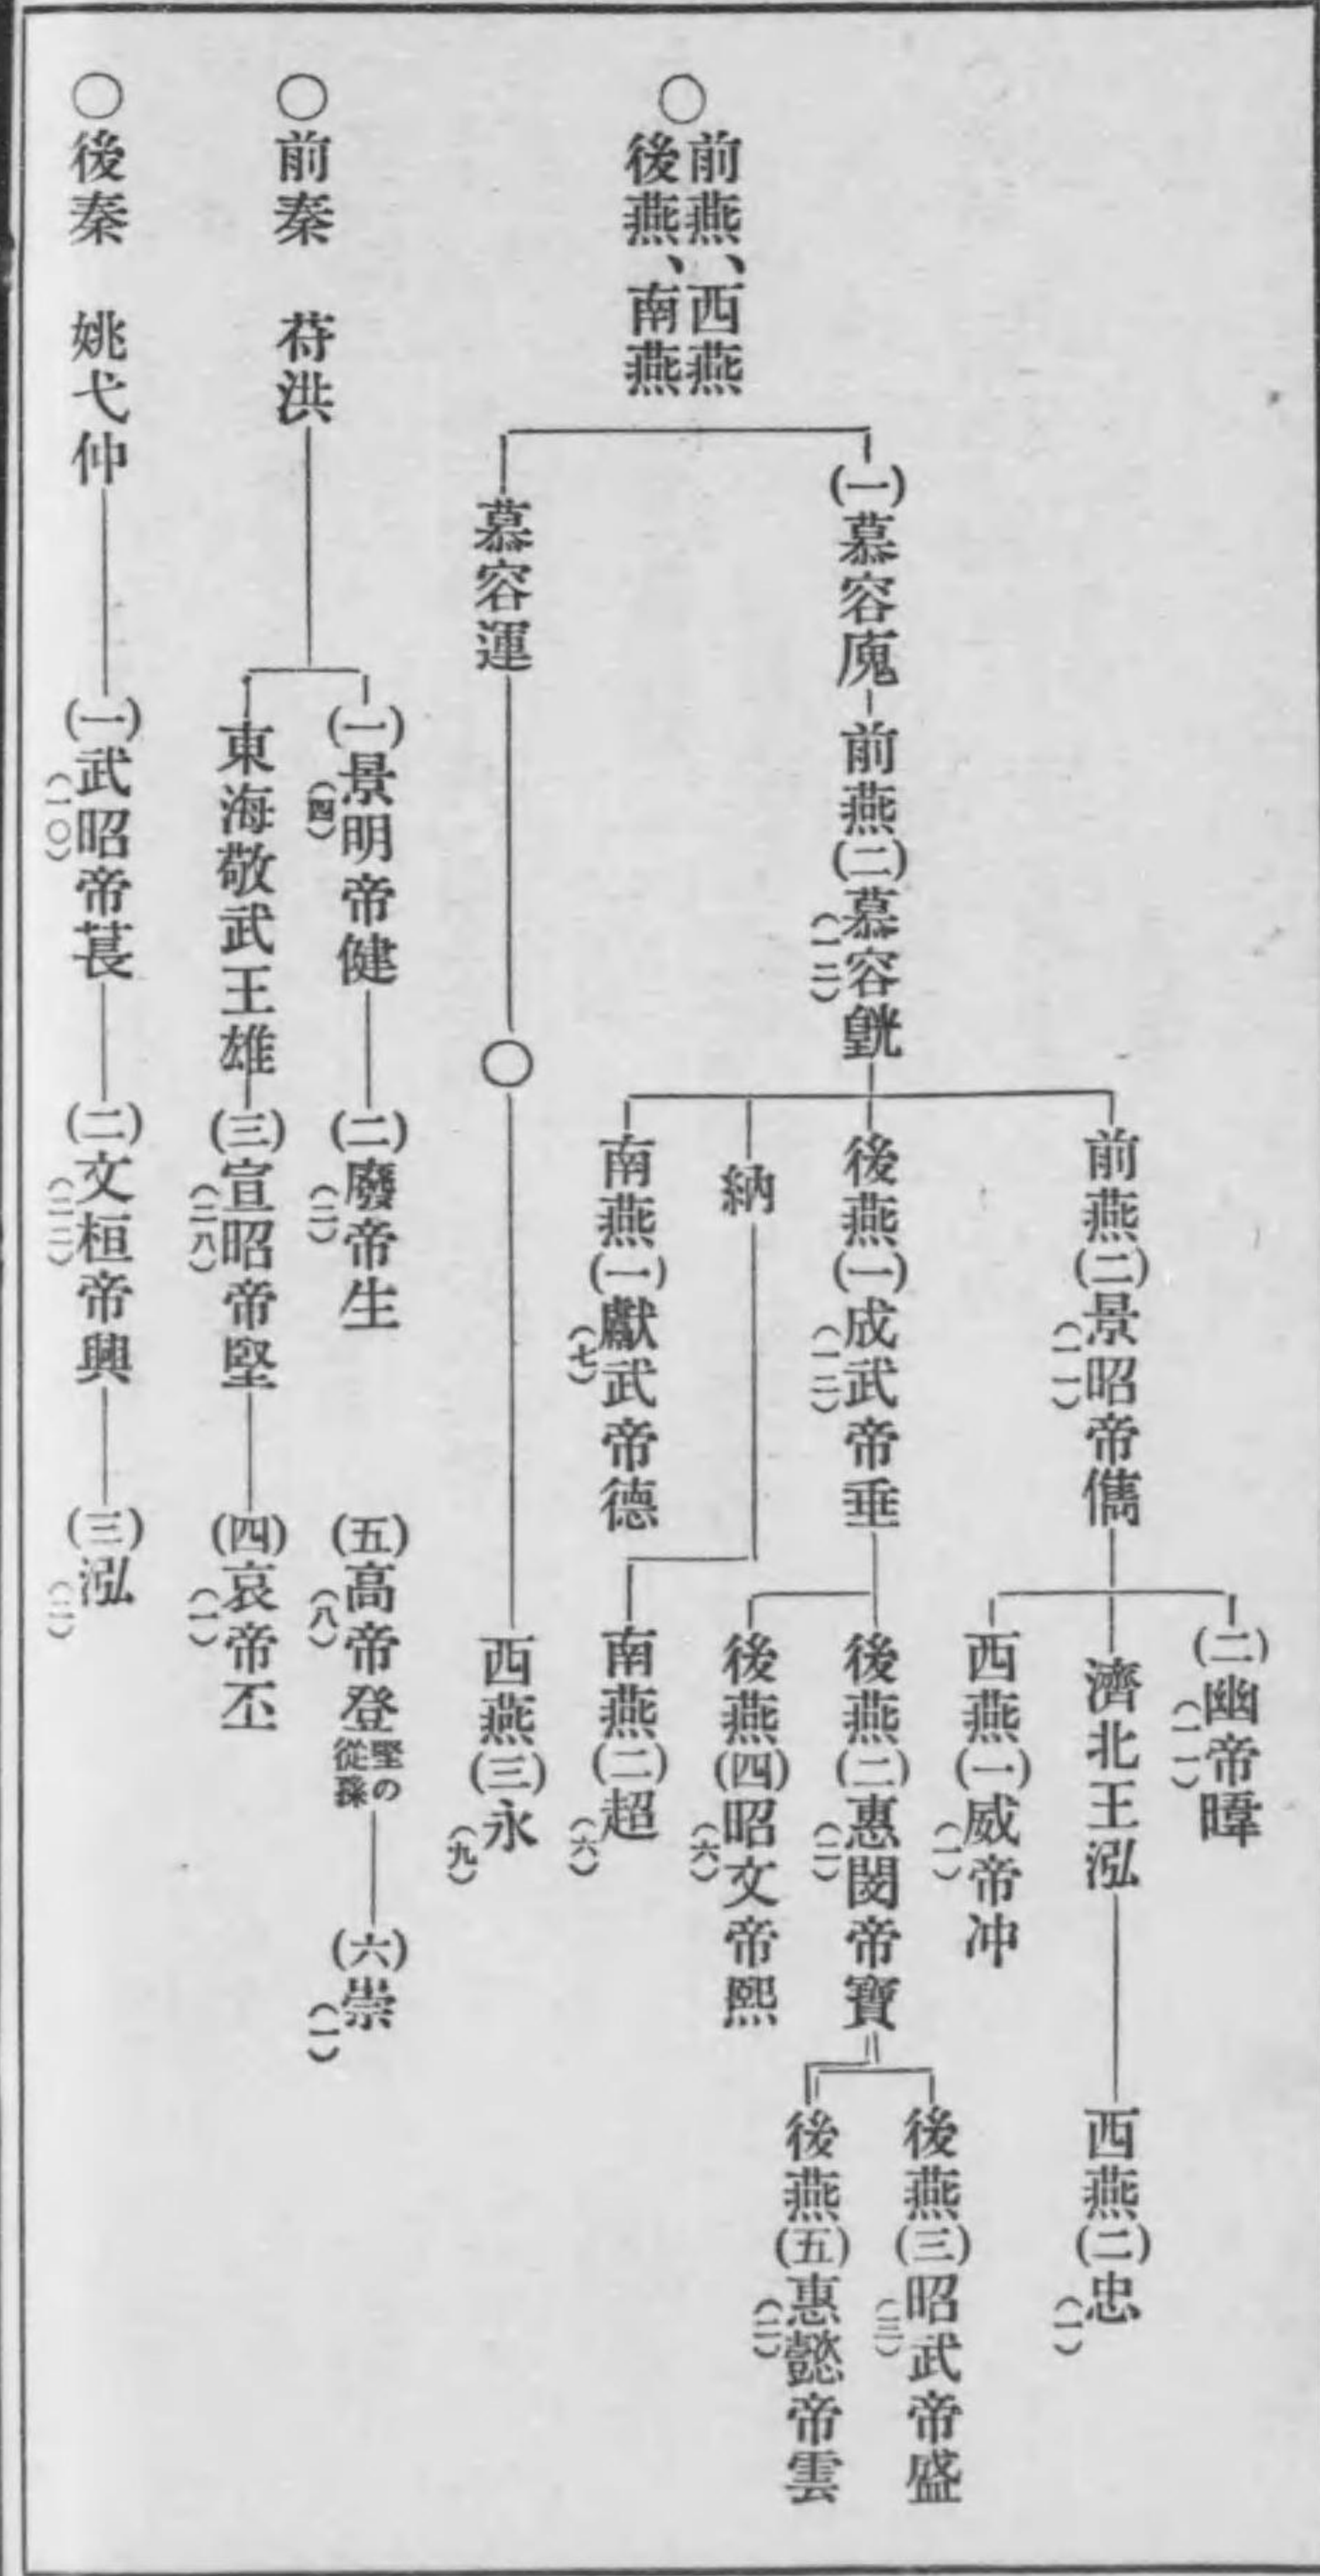 ○前燕、西燕
後燕、南燕
(一)慕容廆
前燕(二)慕容皝
(一二)
前燕(二)景昭帝儁
(一一)
(二)幽帝暐
(一一)
濟北王泓
西燕(二)忠
(一)
西燕(一)威帝冲
(一)
後燕(一)成武帝垂
(一三)
後燕(二)惠閔帝寶
(二)
後燕(三)昭武帝盛
(三)
後燕(五)惠懿帝雲
(二)
後燕(四)昭文帝熙
(六)
納
南燕(二)超
(六)
南燕(一)獻武帝德
(七)
慕容運
○
西燕(三)永
(九)
○前秦 苻洪
(一)景明帝健
(四)
(二)廢帝生
(二)
(五)高帝登
堅の
從孫
(八)
(六)崇
(一)
東海敬武王雄
(三)宣昭帝堅
(二八)
(四)哀帝丕
(一)
○後秦 姚弋仲
(一)武昭帝萇
(一〇)
(二)文桓帝興
(二二)
(三)泓
(二)